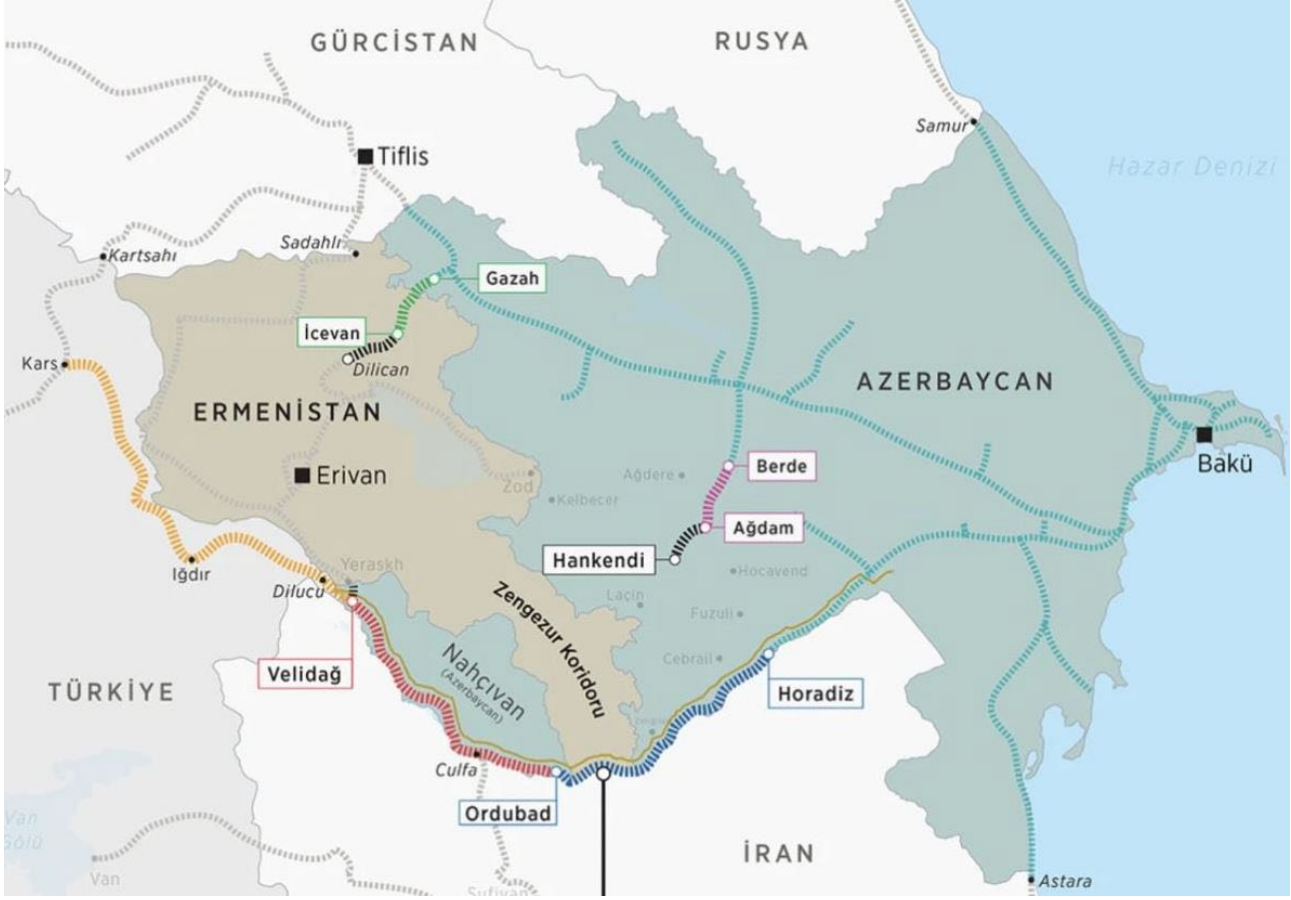 GÜRCİSTAN
RUSYA
Samur
Hazar Denizi
Tiflis
Sadahlı
Kartsahı
Gazah
İcevan
Kars
Dilican
AZERBAYCAN
ERMENİSTAN
Bakü
Erivan
Zod
Ağdere
Berde
Kelbecer
Ağdam
Hankendi
Iğdır
Yeraskh
Dilucu
Hocavend
Laçin
Fuzuli
Zengezur Koridoru
Cebrail
Velidağ
Nahçıvan
(Azerbaycan)
TÜRKİYE
Horadiz
Culfa
Ordubad
Van
Gölü
İRAN
Van
Astara
Sufiyan